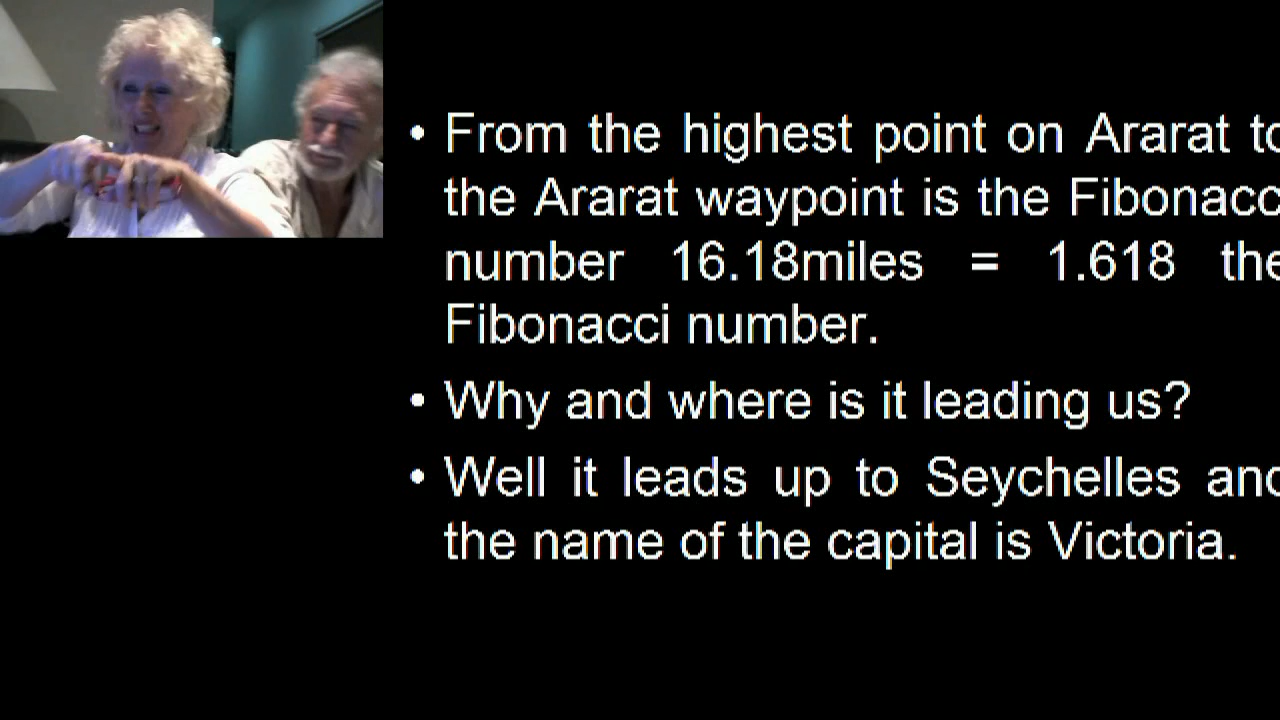 • From the highest point on Ararat to
the Ararat waypoint is the Fibonacc
number 16.18miles = 1.618 the
Fibonacci number.
• Why and where is it leading us?
• Well it leads up to Seychelles and
the name of the capital is Victoria.